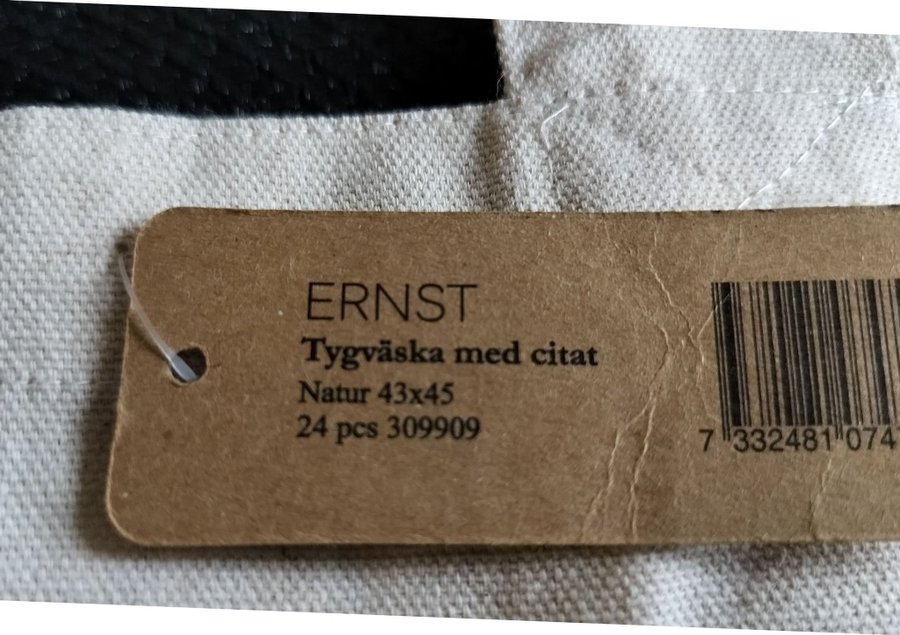 ERNST
Tygväska med citat
Natur 43x45
24 pcs 309909
7 332481 074